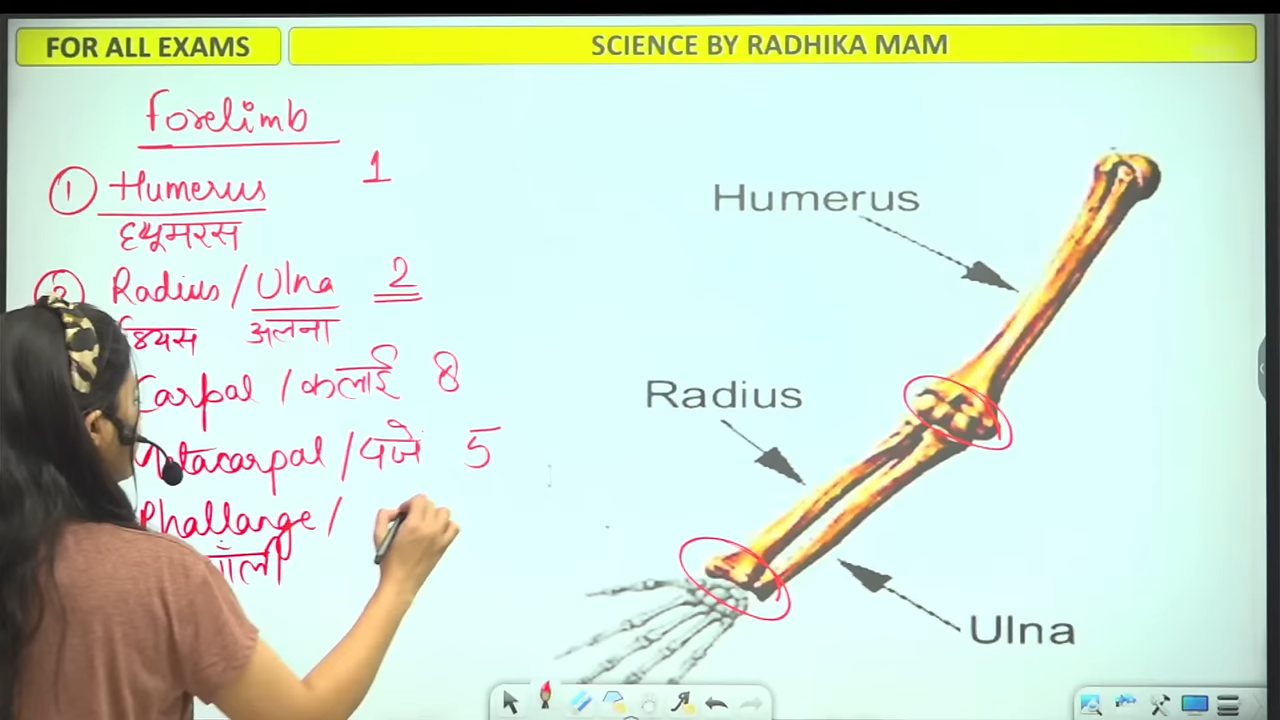 FOR ALL EXAMS
SCIENCE BY RADHIKA MAM
Forelimb
1 Humerus 1
ह्यूमरस
Radius / Ulna 2
अलना
Carpal / कलाई 8
/ पंजे 5
Phallange /
Humerus
Radius
Ulna